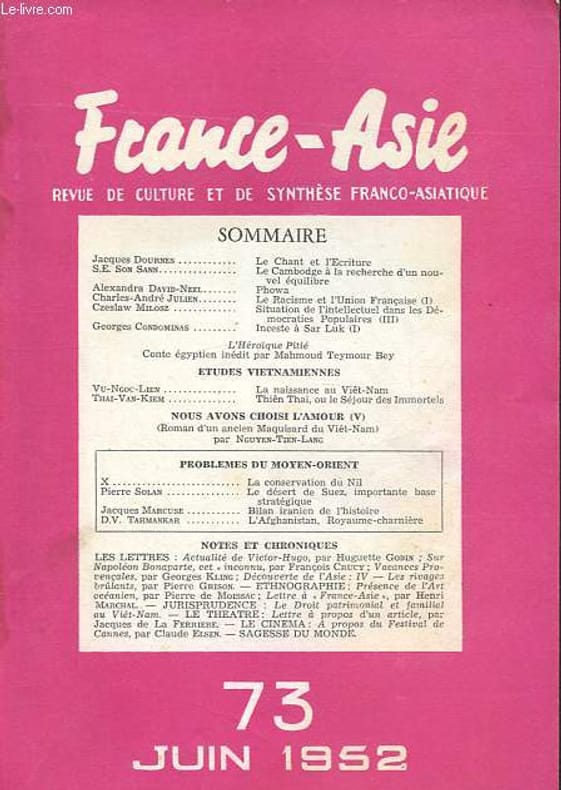 Le-livre.com
France-Asie
REVUE DE CULTURE ET DE SYNTHÈSE FRANCO-ASIATIQUE
SOMMAIRE
Jacques DOURNES ............ Le Chant et l'Ecriture
S.E. SON SANN................ Le Cambodge à la recherche d'un nou-
vel équilibre
Alexandra DAVID-NEEL....... Phowa
Charles-André JULIEN....... Le Racisme et l'Union Française (I)
Czeslaw MILOSZ ............ Situation de l'intellectuel dans les Dé-
mocraties Populaires (III)
Georges CONDOMINAS ........ Inceste à Sar Luk (I)
L'Héroïque Pitié
Conte égyptien inédit par Mahmoud Teymour Bey
ETUDES VIETNAMIENNES
VU-NGOC-LIEN ............... La naissance au Viêt-Nam
THAI-VAN-KIEM .............. Thiên Thai, ou le Séjour des Immortels
NOUS AVONS CHOISI L'AMOUR (V)
(Roman d'un ancien Maquisard du Viêt-Nam)
par NGUYEN-TIEN-LANG
PROBLEMES DU MOYEN-ORIENT
X ........................... La conservation du Nil
Pierre SOLAN ............... Le désert de Suez, importante base
stratégique
Jacques MARCUSE ........... Bilan iranien de l'histoire
D.V. TAHMANKAR ........... L'Afghanistan, Royaume-charnière
NOTES ET CHRONIQUES
LES LETTRES : Actualité de Victor-Hugo, par Huguette GODIN ; Sur
Napoléon Bonaparte, cet « inconnu, par François CRUCY ; Vacances Pro-
vençales, par Georges KLING ; Découverte de l'Asie : IV — Les rivages
brûlants, par Pierre GRISON. — ETHNOGRAPHIE : Présence de l'Art
océanien, par Pierre de MOISSAC ; Lettre à « France-Asie », par Henri
MARCHAL. — JURISPRUDENCE : Le Droit patrimonial et familial
au Viêt-Nam. — LE THEATRE : Lettre à propos d'un article, par
Jacques de LA FERRIERE. — LE CINEMA : A propos du Festival de
Cannes, par Claude ELSEN. — SAGESSE DU MONDE.
73
JUIN 1952